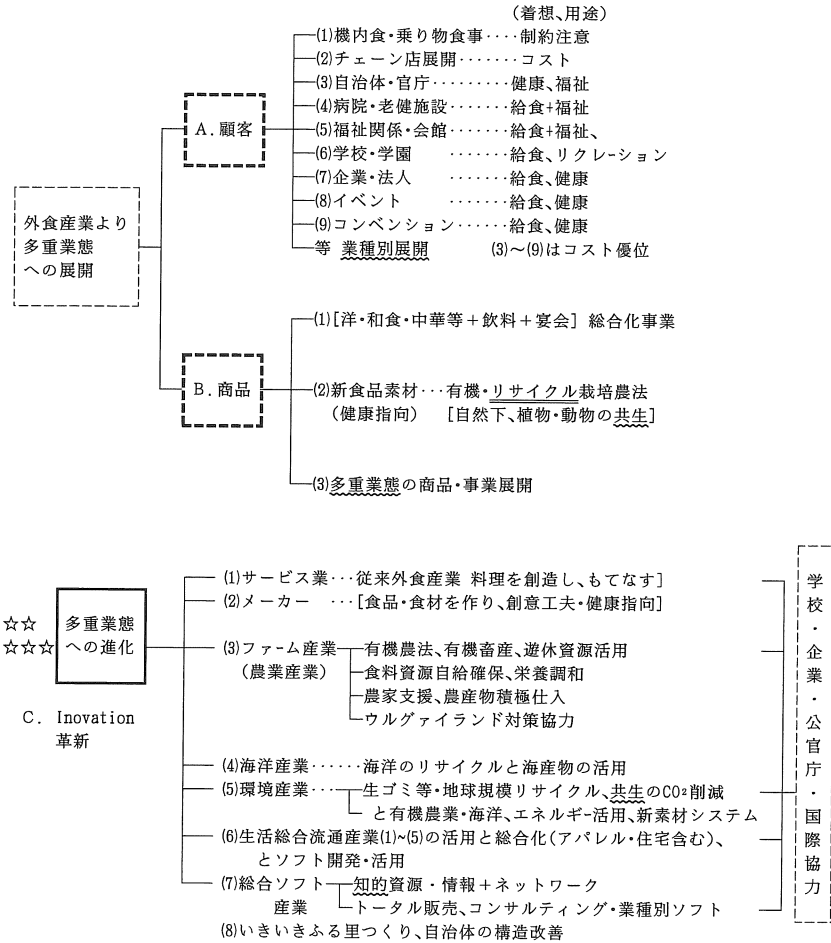 (着想、用途)
(1)機内食・乗り物食事‥‥制約注意
(2)チェーン店展開‥‥‥‥コスト
(3)自治体・官庁‥‥‥‥‥健康、福祉
(4)病院・老健施設‥‥‥‥給食+福祉
A.顧客
(5)福祉関係・会館‥‥‥‥給食+福祉、
(6)学校・学園 ‥‥‥‥給食、リクレーション
(7)企業・法人 ‥‥‥‥給食、健康
(8)イベント ‥‥‥‥給食、健康
(9)コンベンション‥‥‥給食、健康
等 業種別展開 (3)~(9)はコスト優位
外食産業より
多重業態
への展開
(1)[洋・和食・中華等+飲料+宴会] 総合化事業
B.商品
(2)新食品素材‥・有機・リサイクル栽培農法
(健康指向) [自然下、植物・動物の共生]
(3)多重業態の商品・事業展開
☆☆
☆☆☆
多重業態
への進化
C. Inovation
革新
(1)サービス業‥・従来外食産業 料理を創造し、もてなす]
(2)メーカー ‥・[食品・食材を作り、創意工夫・健康指向]
(3)ファーム産業
(農業産業)
有機農法、有機畜産、遊休資源活用
食料資源自給確保、栄養調和
農家支援、農産物積極仕入
ウルグァイランド対策協力
(4)海洋産業‥‥‥海洋のリサイクルと海産物の活用
(5)環境産業‥・生ゴミ等・地球規模リサイクル、共生のCO2削減
と有機農業・海洋、エネルギー活用、新素材システム
(6)生活総合流通産業(1)~(5)の活用と総合化(アパレル・住宅含む)、
とソフト開発・活用
(7)総合ソフト
産業
知的資源・情報+ネットワーク
トータル販売、コンサルティング・業種別ソフト
(8)いきいきふる里つくり、自治体の構造改善
学校・企業・公官庁・国際協力